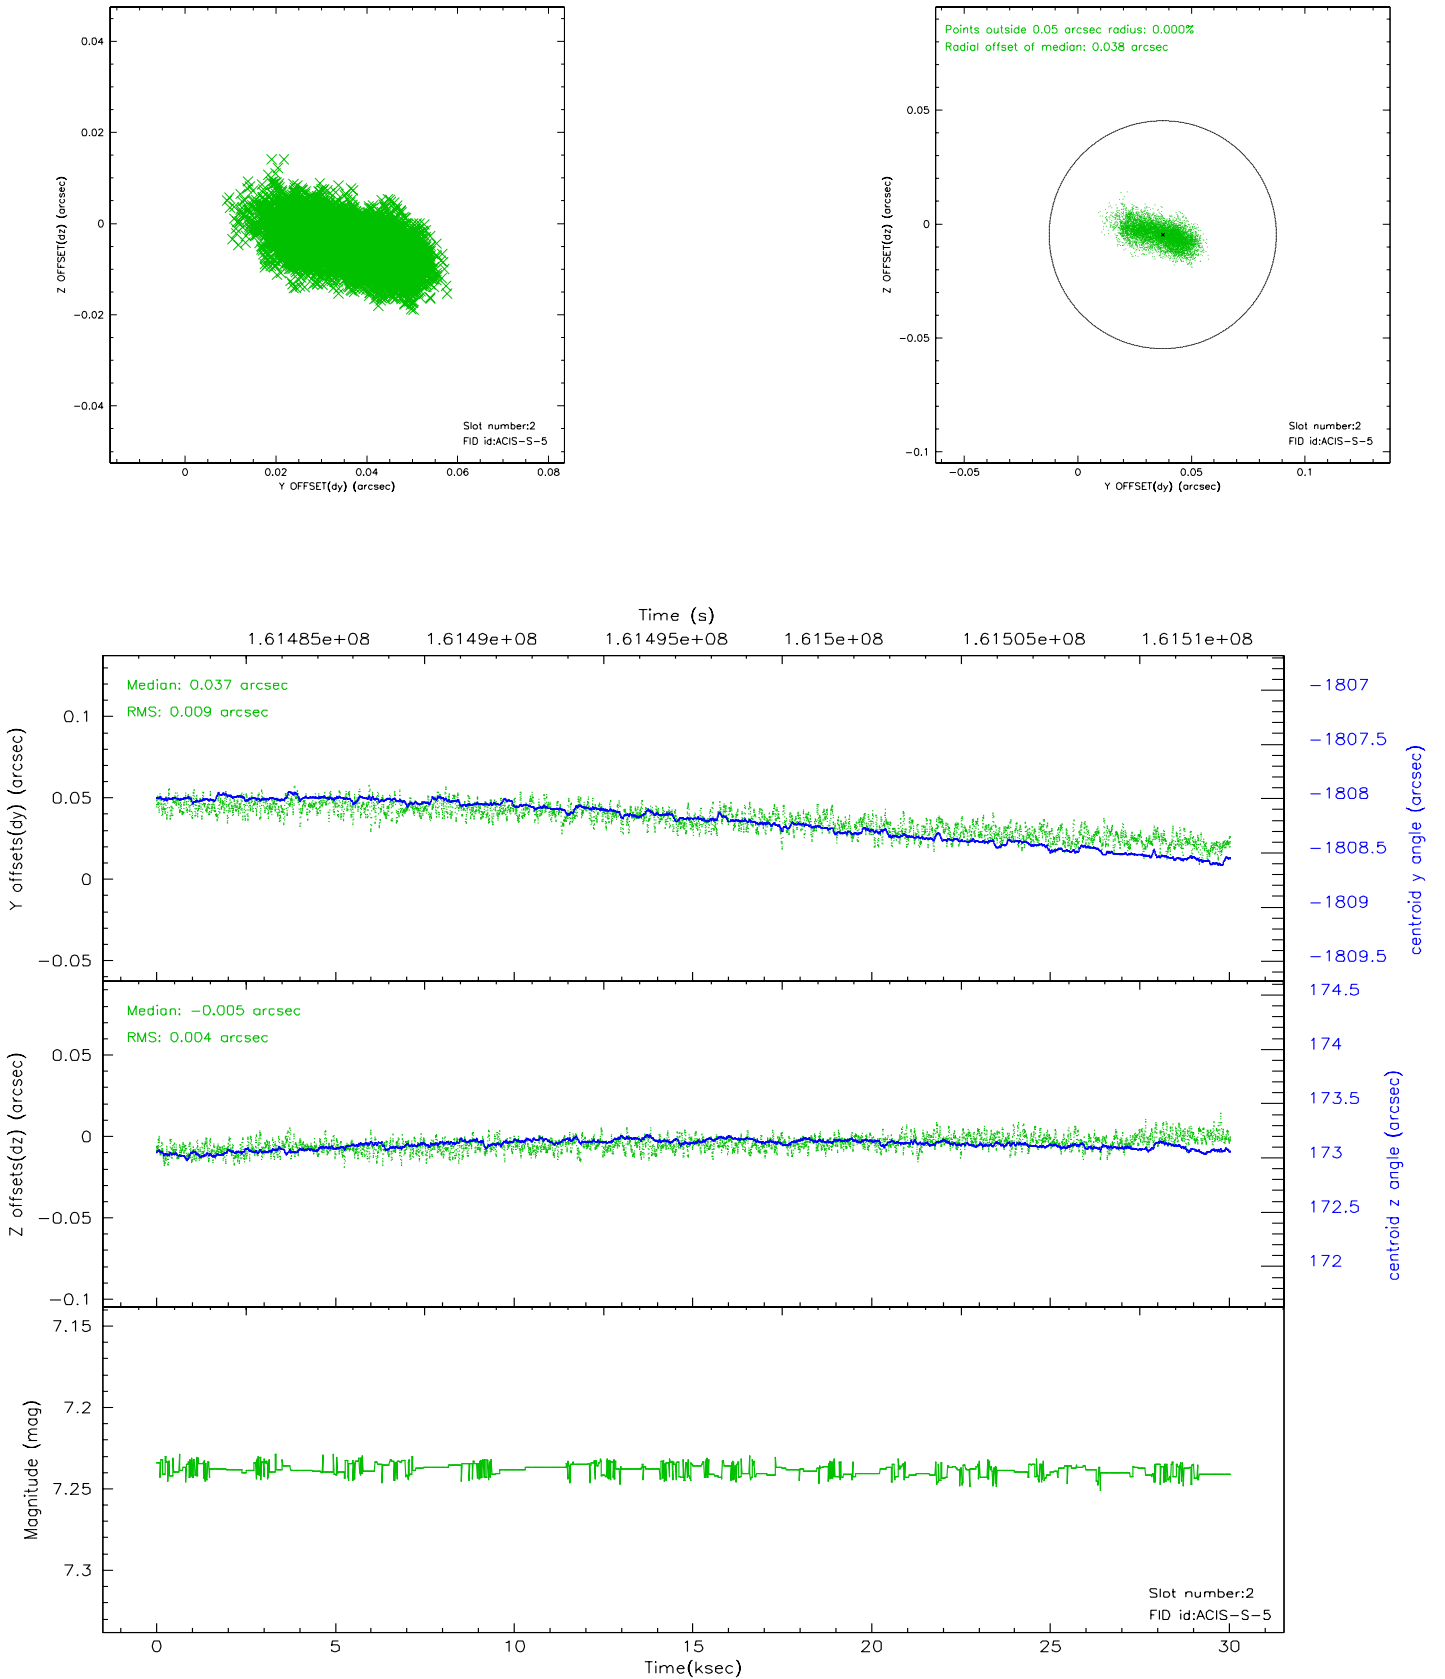 0.04
0.02
0
−0.02
−0.04
Z OFFSET(dz) (arcsec)
Slot number:2
FID id:ACIS−S−5
0
0.02
0.04
0.06
0.08
Y OFFSET(dy) (arcsec)
Points outside 0.05 arcsec radius: 0.000%
Radial offset of median: 0.038 arcsec
0.05
0
−0.05
−0.1
Z OFFSET(dz) (arcsec)
Slot number:2
FID id:ACIS−S−5
−0.05
0
0.05
0.1
Y OFFSET(dy) (arcsec)
Time (s)
1.61485e+08
1.6149e+08
1.61495e+08
1.615e+08
1.61505e+08
1.6151e+08
Median: 0.037 arcsec
RMS: 0.009 arcsec
0.1
0.05
0
−0.05
Y offsets(dy) (arcsec)
−1807
−1807.5
−1808
−1808.5
−1809
−1809.5
centroid y angle (arcsec)
Median: −0.005 arcsec
RMS: 0.004 arcsec
0.05
0
−0.05
−0.1
Z offsets(dz) (arcsec)
174.5
174
173.5
173
172.5
172
centroid z angle (arcsec)
7.15
7.2
7.25
7.3
Magnitude (mag)
Slot number:2
FID id:ACIS−S−5
0
5
10
15
20
25
30
Time(ksec)